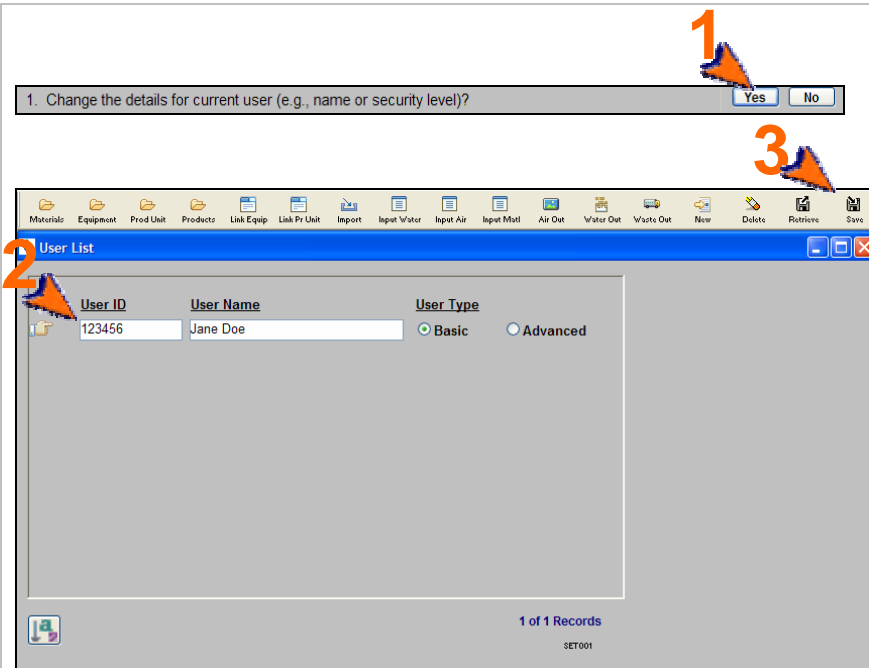 1
1. Change the details for current user (e.g., name or security level)? Yes No
3
Materials Equipment Prod Unit Products Link Equip Link Pr Unit Import Input Water Input Air Input Matl Air Out Water Out Waste Out New Delete Retrieve Save
User List
2
User ID User Name User Type
123456 Jane Doe Basic Advanced
1 of 1 Records
SET001